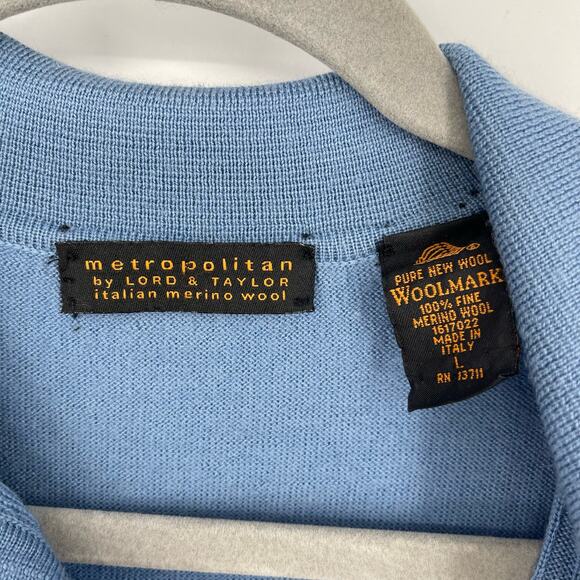 metropolitan
by LORD & TAYLOR
italian merino wool
PURE NEW WOOL
WOOLMARK
100% FINE
MERINO WOOL
1617022
MADE IN
ITALY
L
RN 13711